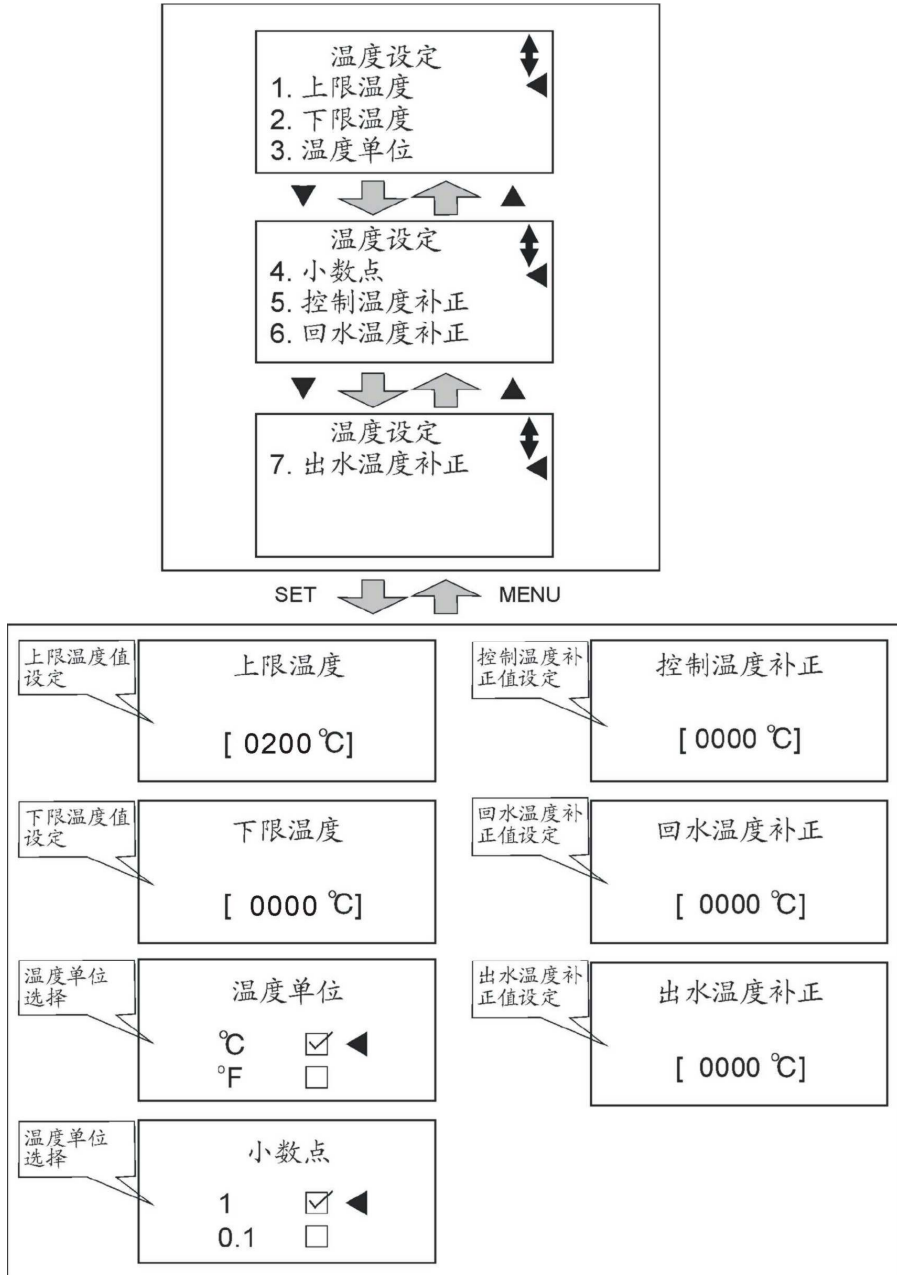 温度设定
1. 上限温度
2. 下限温度
3. 温度单位
温度设定
4. 小数点
5. 控制温度补正
6. 回水温度补正
温度设定
7. 出水温度补正
SET
MENU
上限温度值
设定
上限温度
[ 0200 ℃]
下限温度值
设定
下限温度
[ 0000 ℃]
温度单位
选择
温度单位
℃
°F
温度单位
选择
小数点
1
0.1
控制温度补
正值设定
控制温度补正
[ 0000 ℃]
回水温度补
正值设定
回水温度补正
[ 0000 ℃]
出水温度补
正值设定
出水温度补正
[ 0000 ℃]